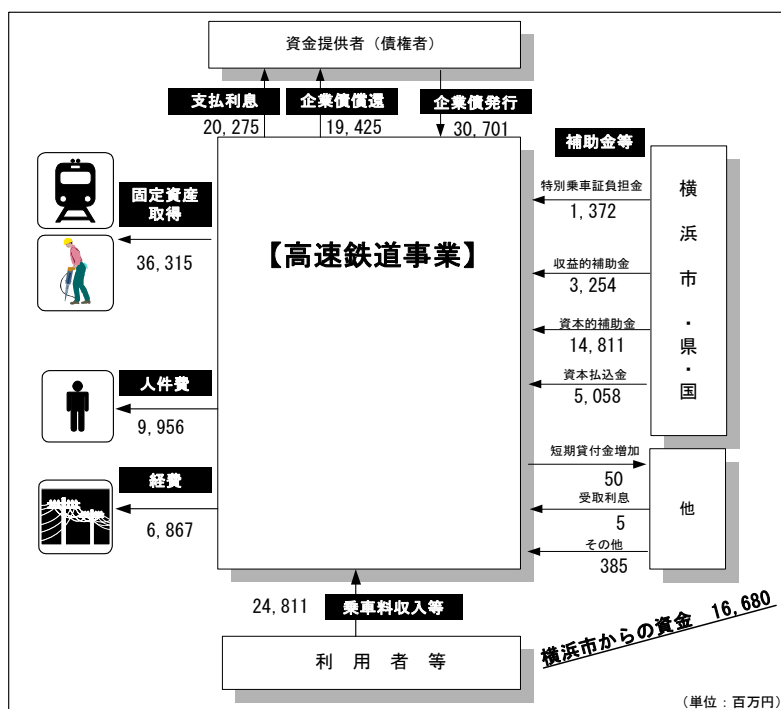 資金提供者（債権者）
支払利息
企業債償還
企業債発行
20,275
19,425
30,701
補助金等
固定資産
取得
36,315
【高速鉄道事業】
特別乗車証負担金
1,372
収益的補助金
3,254
資本的補助金
14,811
資本払込金
5,058
横浜市・県・国
人件費
9,956
経費
6,867
短期貸付金増加
50
受取利息
5
その他
385
他
24,811
乗車料収入等
利用者等
横浜市からの資金 16,680
（単位：百万円）